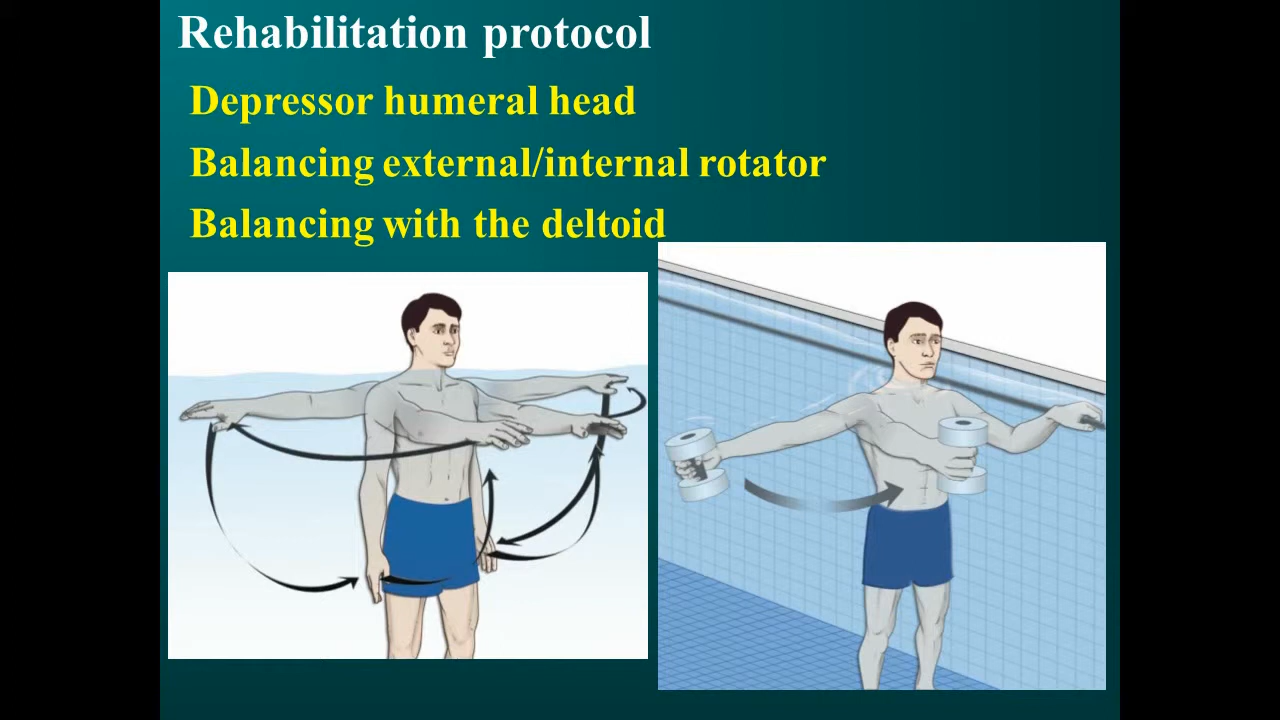 Rehabilitation protocol
Depressor humeral head
Balancing external/internal rotator
Balancing with the deltoid